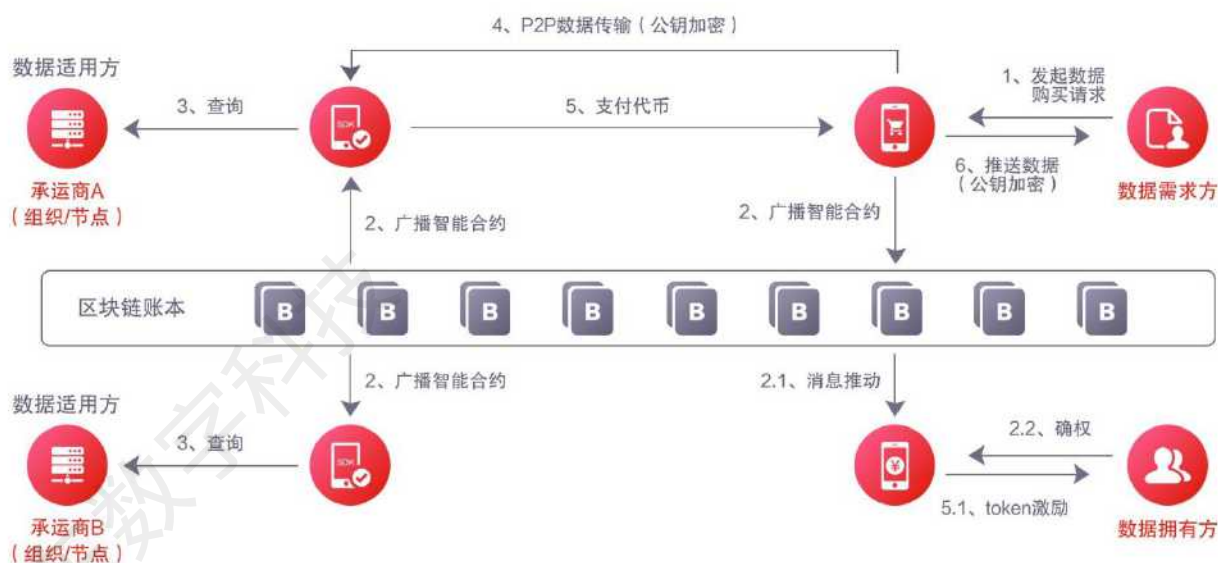 4、P2P数据传输（公钥加密）
数据适用方
3、查询
SDK
5、支付代币
1、发起数据
购买请求
6、推送数据
（公钥加密）
承运商A
（组织/节点）
数据需求方
2、广播智能合约
2、广播智能合约
区块链账本
B
B
B
B
B
B
B
B
B
2、广播智能合约
2.1、消息推动
数据适用方
3、查询
SDK
¥
2.2、确权
5.1、token激励
承运商B
（组织/节点）
数据拥有方
数字科技